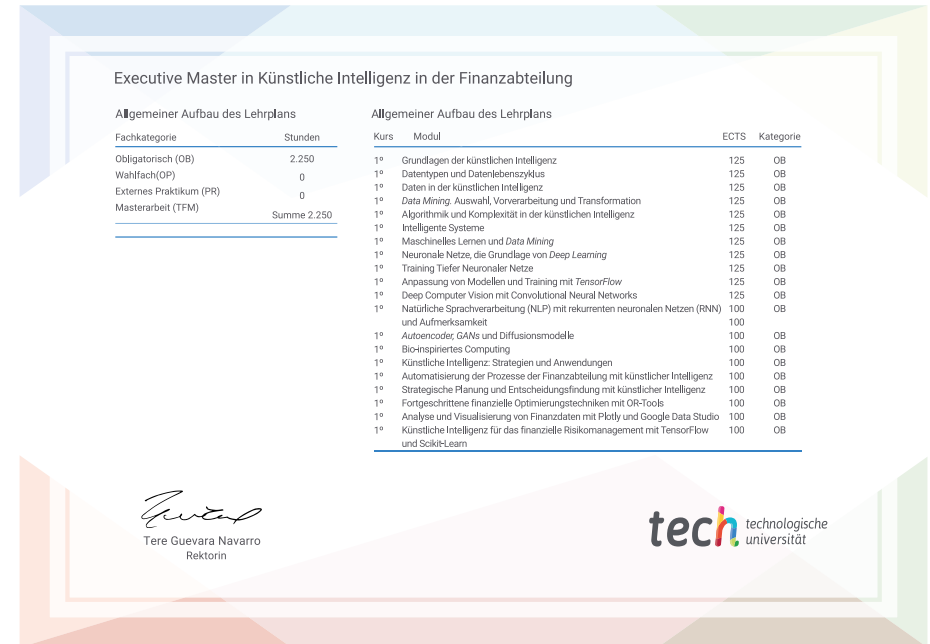 Executive Master in Künstliche Intelligenz in der Finanzabteilung
Allgemeiner Aufbau des Lehrplans
Fachkategorie Stunden
Obligatorisch (OB) 2.250
Wahlfach(OP) 0
Externes Praktikum (PR) 0
Masterarbeit (TFM)
Summe 2.250
Allgemeiner Aufbau des Lehrplans
Kurs Modul ECTS Kategorie
1º Grundlagen der künstlichen Intelligenz 125 OB
1º Datentypen und Datenlebenszyklus 125 OB
1º Daten in der künstlichen Intelligenz 125 OB
1º Data Mining. Auswahl, Vorverarbeitung und Transformation 125 OB
1º Algorithmik und Komplexität in der künstlichen Intelligenz 125 OB
1º Intelligente Systeme 125 OB
1º Maschinelles Lernen und Data Mining 125 OB
1º Neuronale Netze, die Grundlage von Deep Learning 125 OB
1º Training Tiefer Neuronaler Netze 125 OB
1º Anpassung von Modellen und Training mit TensorFlow 125 OB
1º Deep Computer Vision mit Convolutional Neural Networks 125 OB
1º Natürliche Sprachverarbeitung (NLP) mit rekurrenten neuronalen Netzen (RNN) 100 OB
und Aufmerksamkeit 100
1º Autoencoder, GANs und Diffusionsmodelle 100 OB
1º Bio-inspiriertes Computing 100 OB
1º Künstliche Intelligenz: Strategien und Anwendungen 100 OB
1º Automatisierung der Prozesse der Finanzabteilung mit künstlicher Intelligenz 100 OB
1º Strategische Planung und Entscheidungsfindung mit künstlicher Intelligenz 100 OB
1º Fortgeschrittene finanzielle Optimierungstechniken mit OR-Tools 100 OB
1º Analyse und Visualisierung von Finanzdaten mit Plotly und Google Data Studio 100 OB
1º Künstliche Intelligenz für das finanzielle Risikomanagement mit TensorFlow 100 OB
und Scikit-Learn
Tere Guevara Navarro
Rektorin
tech technologische
universität